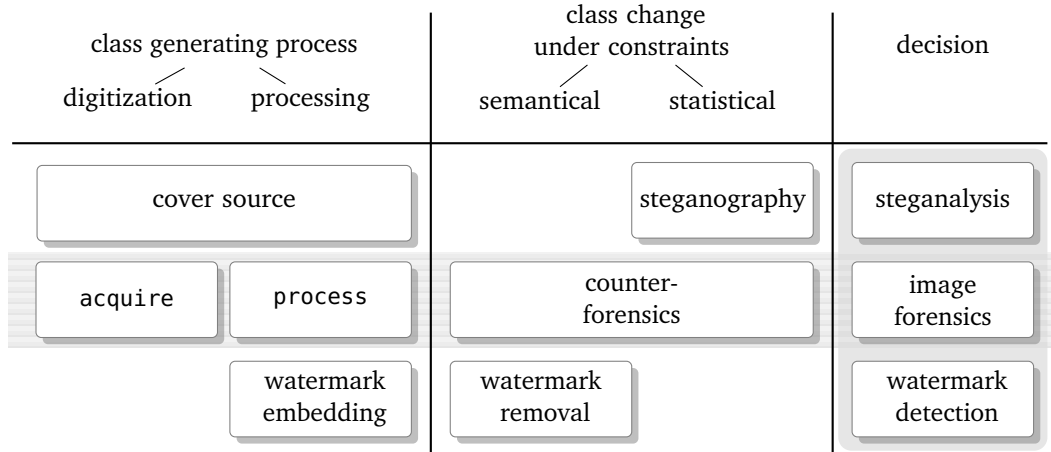 class generating process
digitization processing
class change
under constraints
semantical statistical
decision
cover source
steganography
steganalysis
acquire
process
counter-
forensics
image
forensics
watermark
embedding
watermark
removal
watermark
detection